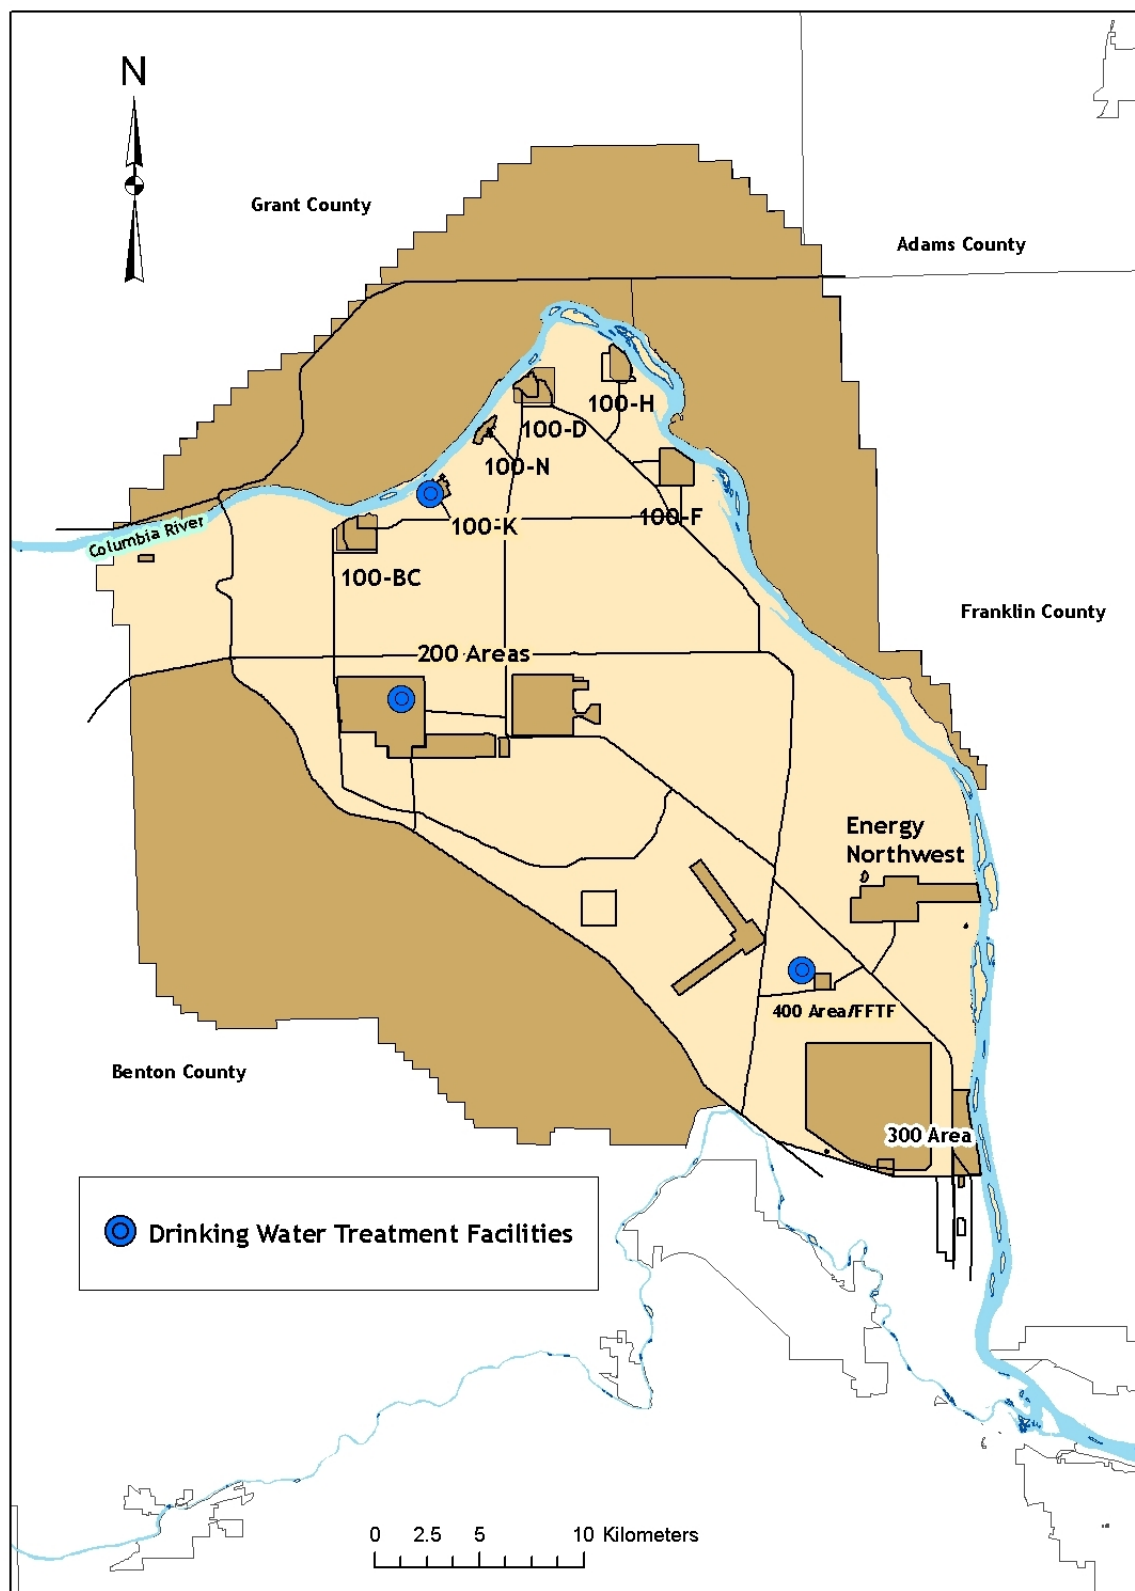 N
Grant County
Adams County
100-H
100-D
100-N
100-F
100-K
Columbia River
100-BC
Franklin County
200 Areas
Energy
Northwest
400 Area/FFTF
Benton County
300 Area
Drinking Water Treatment Facilities
0 2.5 5 10 Kilometers